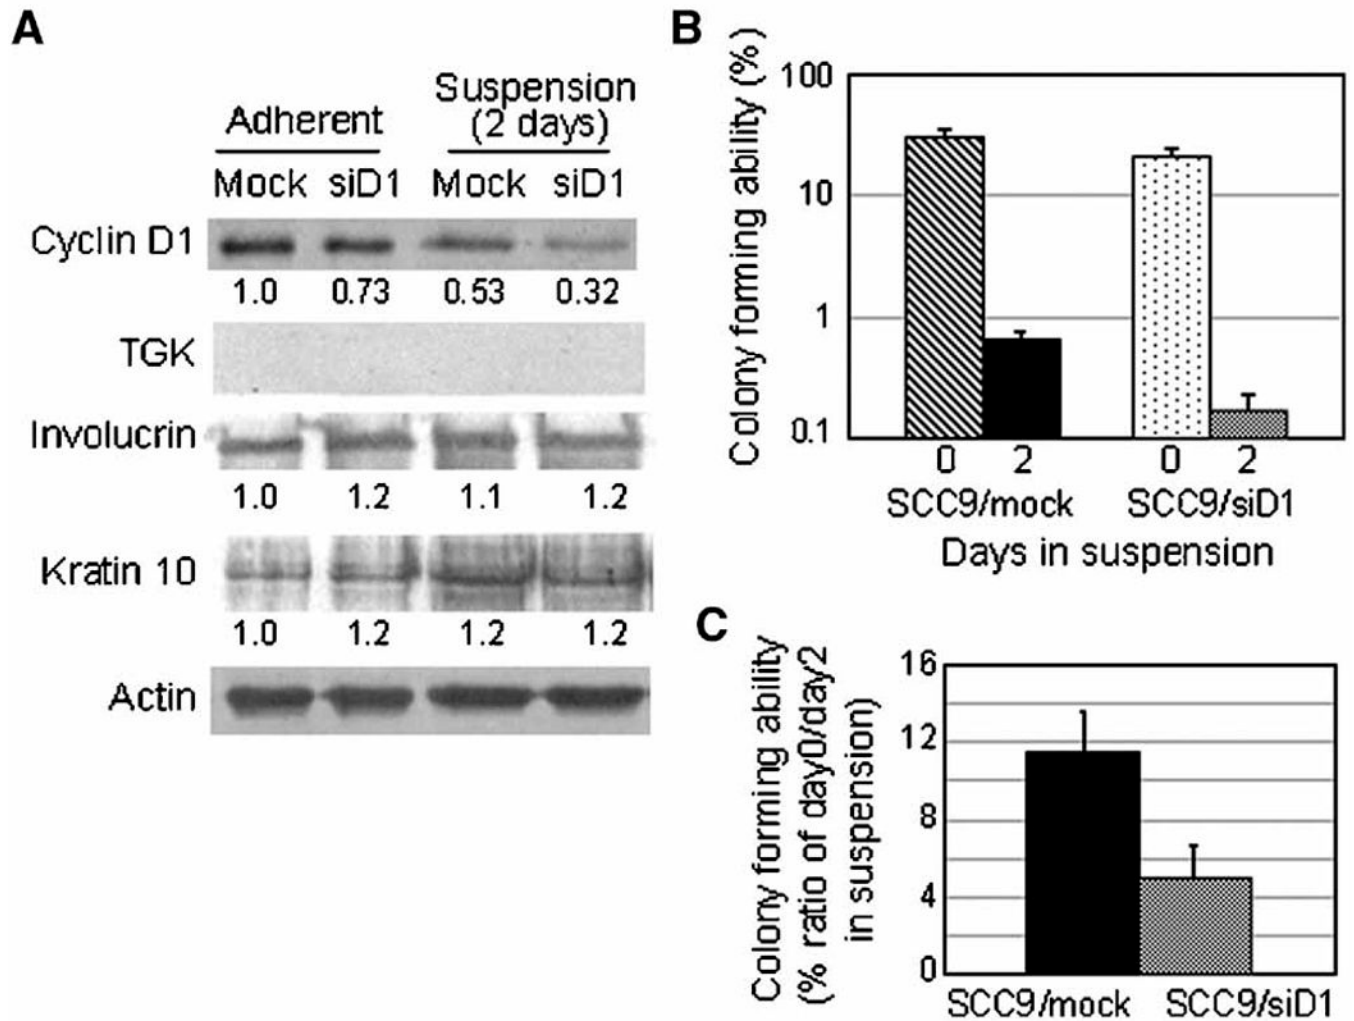 A
Adherent
Suspension
(2 days)
Mock siD1 Mock siD1
Cyclin D1
1.0 0.73 0.53 0.32
TGK
Involucrin
1.0 1.2 1.1 1.2
Kratin 10
1.0 1.2 1.2 1.2
Actin
B
Colony forming ability (%)
100
10
1
0.1
0 2 0 2
SCC9/mock SCC9/siD1
Days in suspension
C
Colony forming ability
(% ratio of day0/day2
in suspension)
16
12
8
4
0
SCC9/mock SCC9/siD1